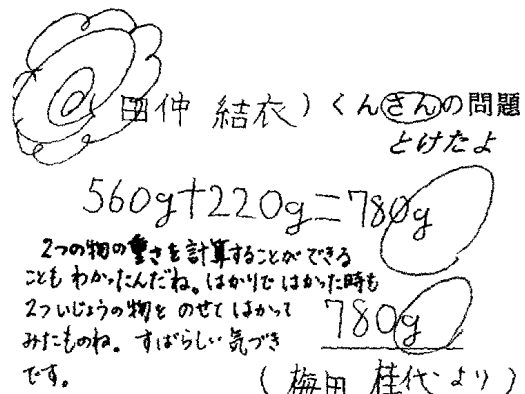 (田仲 結衣)くんさんの問題
とけたよ
560g+220g=780g
2つの物の重さを計算することができる
こともわかったんだね。はかりではかった時も
2ついじょうの物をのせてはかって
みたものね。すばらしい気づき
です。
780g
(梅田 桂代より)